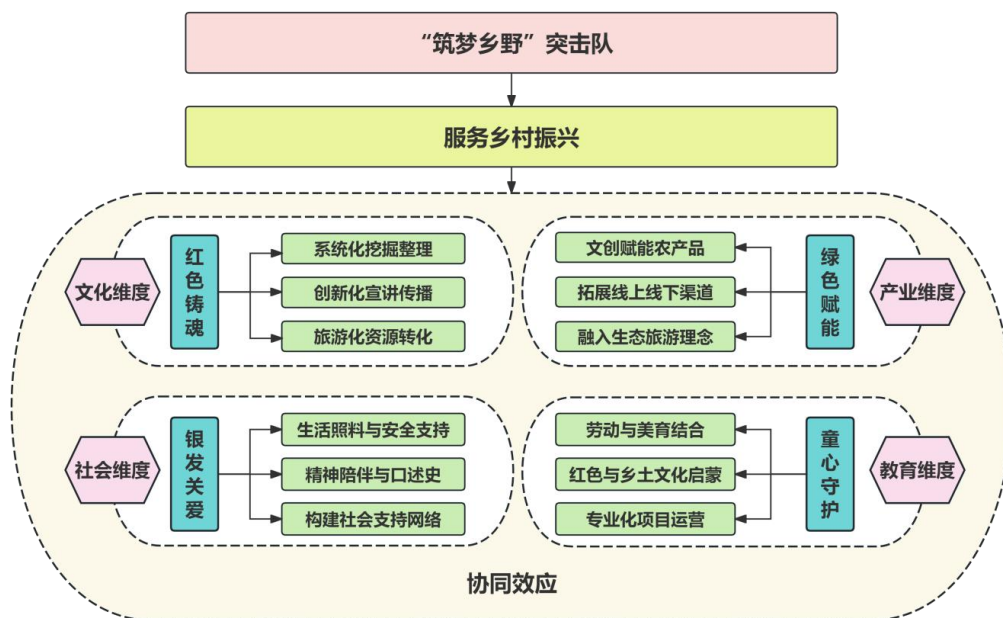 “筑梦乡野”突击队
服务乡村振兴
文化维度
红色铸魂
系统化挖掘整理
创新化宣讲传播
旅游化资源转化
文创赋能农产品
拓展线上线下渠道
融入生态旅游理念
绿色赋能
产业维度
社会维度
银发关爱
生活照料与安全支持
精神陪伴与口述史
构建社会支持网络
劳动与美育结合
红色与乡土文化启蒙
专业化项目运营
童心守护
教育维度
协同效应